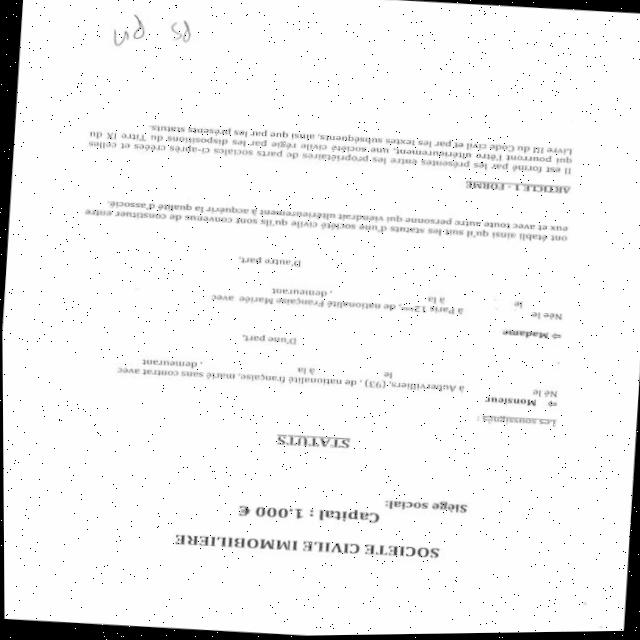 SOCIETE CIVILE IMMOBILIERE
Capital : 1.000 €
Siège social:
STATUTS
Les soussignés :
⇒ Monsieur
Né le à Aubervilliers (93) , de nationalité française, marié sans contrat avec
le à la , demeurant
D'une part,
⇒ Madame
Née le à Paris 12ème, de nationalité Française Mariée avec
le à la , demeurant
D'autre part,
ont établi ainsi qu'il suit les statuts d'une société civile qu'ils sont convenus de constituer entre
eux et avec toute autre personne qui viendrait ultérieurement à acquérir la qualité d'associé.
ARTICLE 1 - FORME
Il est formé par les présentes entre les propriétaires de parts sociales ci-après créées et celles
qui pourront l'être ultérieurement, une société civile régie par les dispositions du Titre IX du
Livre III du Code civil et par les textes subséquents, ainsi que par les présents statuts.